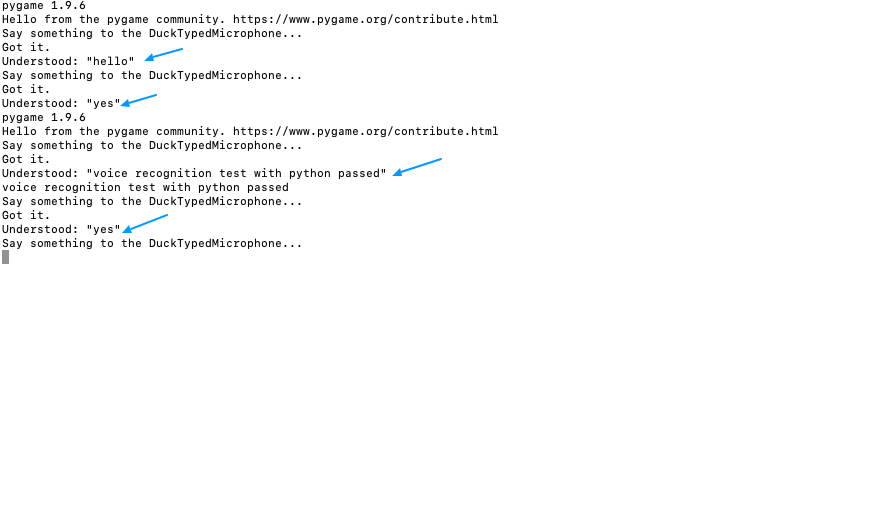 pygame 1.9.6
Hello from the pygame community. https://www.pygame.org/contribute.html
Say something to the DuckTypedMicrophone...
Got it.
Understood: "hello"
Say something to the DuckTypedMicrophone...
Got it.
Understood: "yes"
pygame 1.9.6
Hello from the pygame community. https://www.pygame.org/contribute.html
Say something to the DuckTypedMicrophone...
Got it.
Understood: "voice recognition test with python passed"
voice recognition test with python passed
Say something to the DuckTypedMicrophone...
Got it.
Understood: "yes"
Say something to the DuckTypedMicrophone...